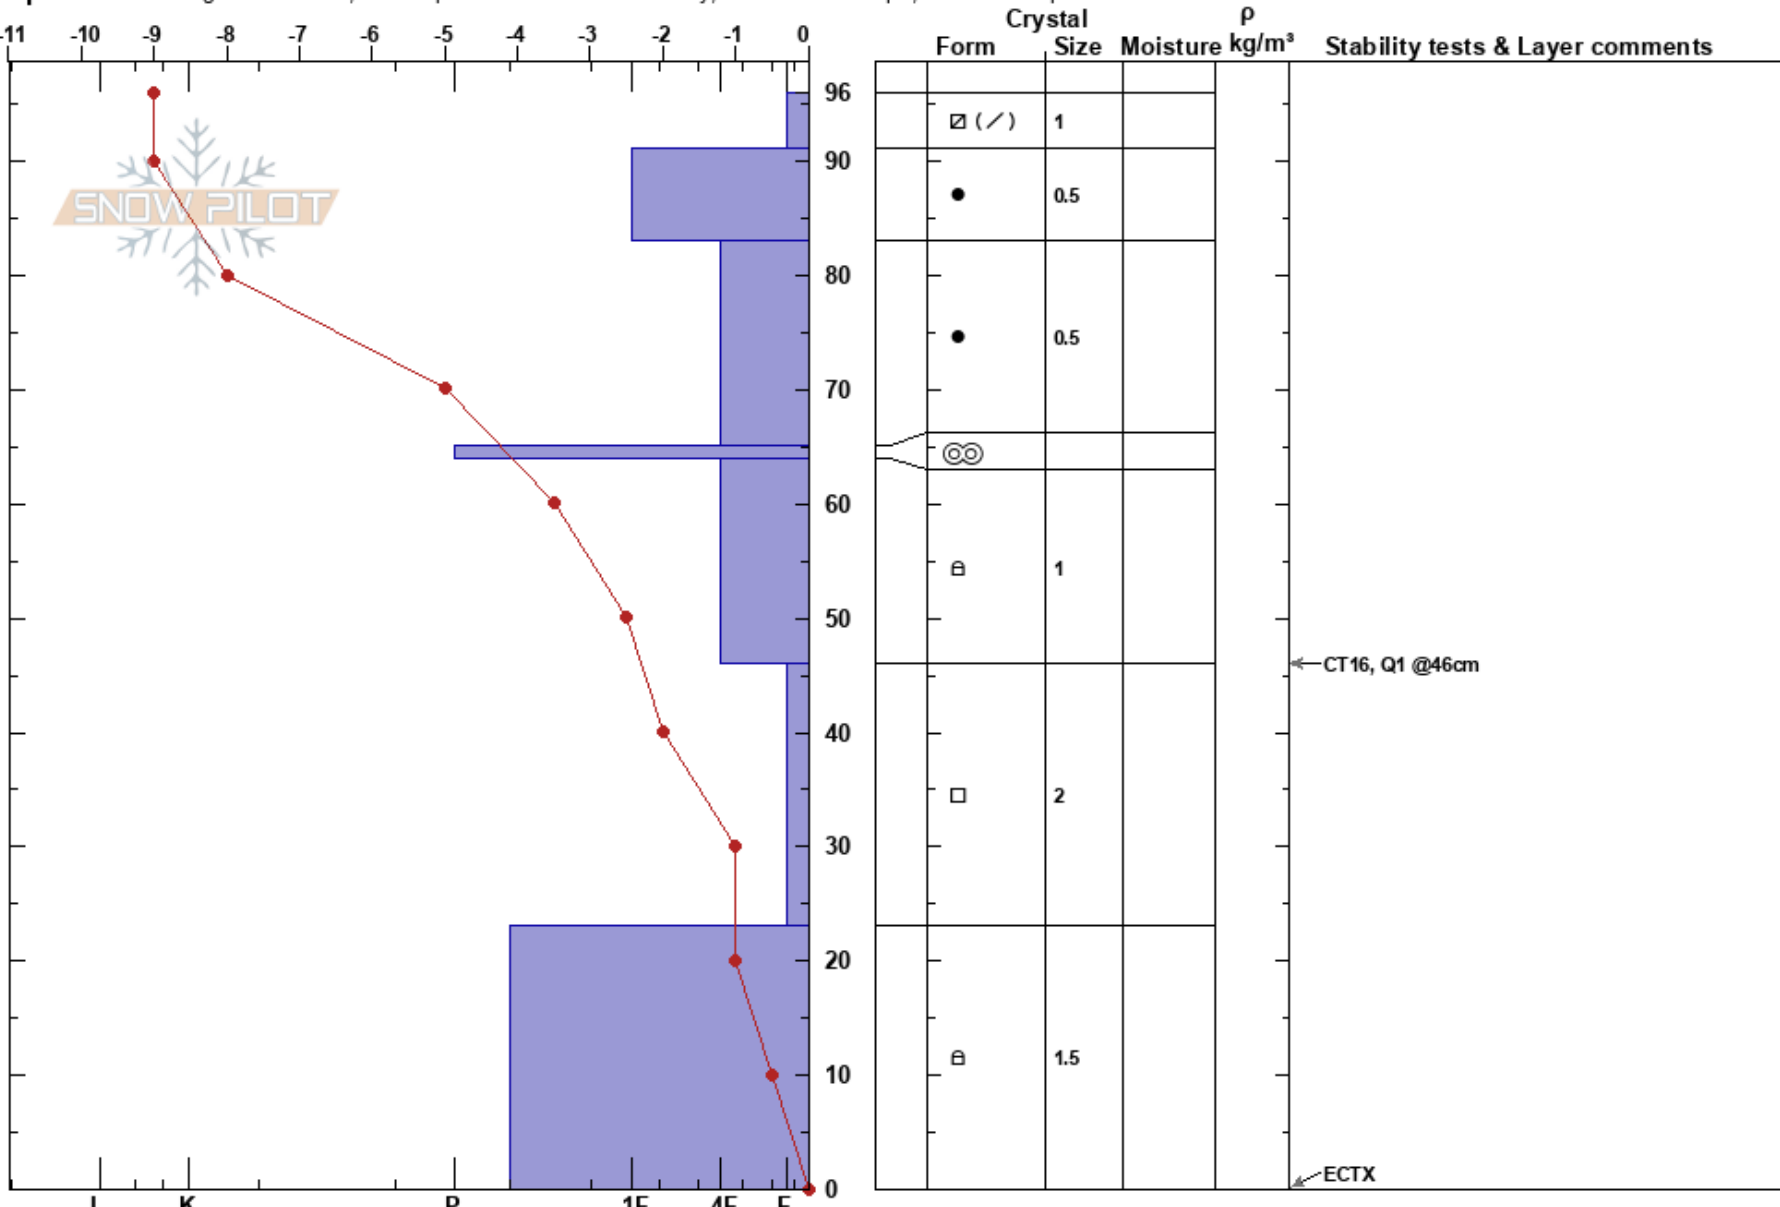 Crystal ρ
-11 -10 -9 -8 -7 -6 -5 -4 -3 -2 -1 0 Form Size Moisture kg/m³ Stability tests & Layer comments
96
1
90
SNOW PILOT
0.5
80
0.5
70
60
1
50
CT16, Q1 @46cm
40
2
30
20
1.5
10
ECTX
0
I K P 1F 4F F